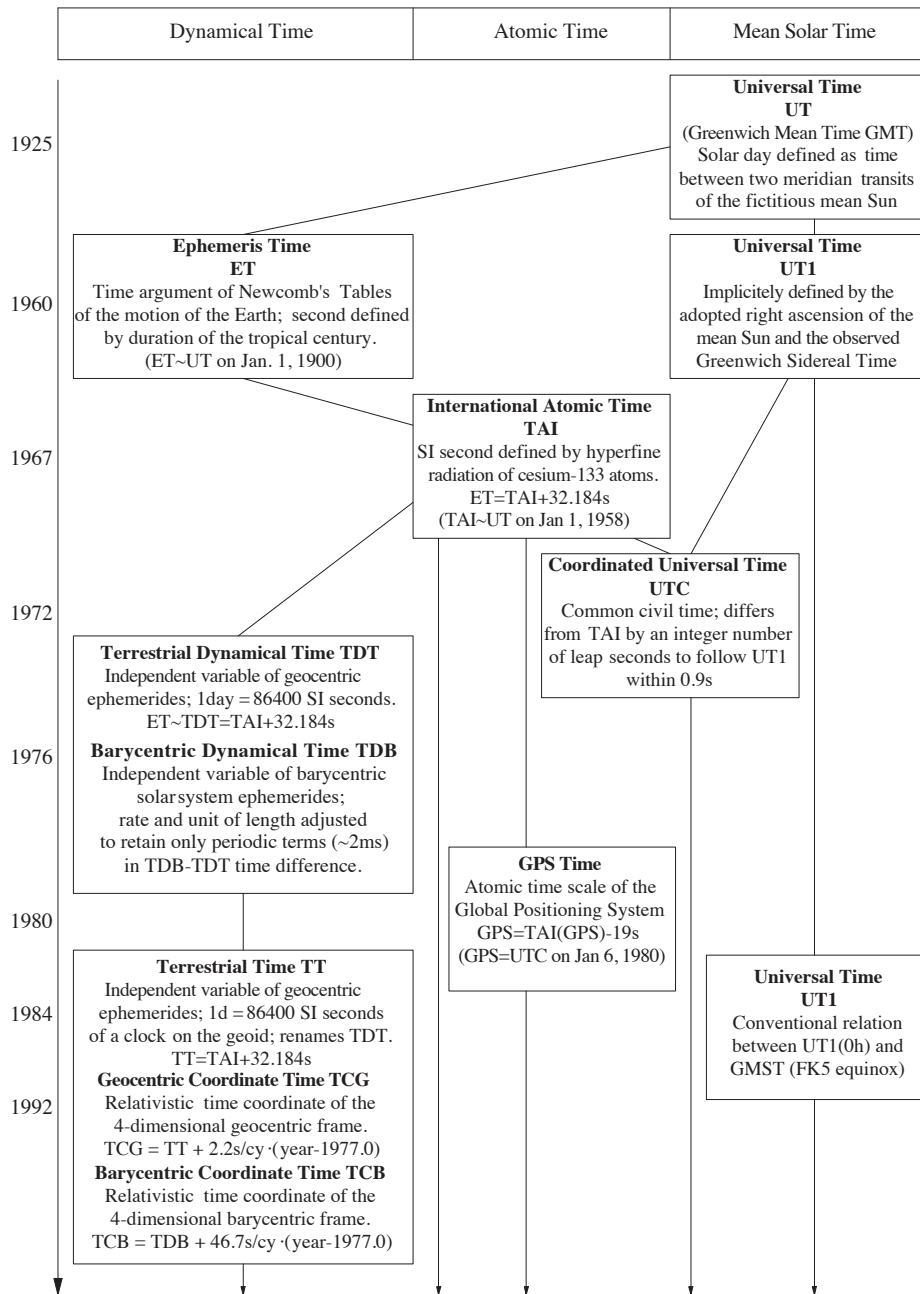 Dynamical Time
Atomic Time
Mean Solar Time
1925
1960
1967
1972
1976
1980
1984
1992
Universal Time
UT
(Greenwich Mean Time GMT)
Solar day defined as time
between two meridian transits
of the fictitious mean Sun
Ephemeris Time
ET
Time argument of Newcomb's Tables
of the motion of the Earth; second defined
by duration of the tropical century.
(ET~UT on Jan. 1, 1900)
Universal Time
UT1
Implicitely defined by the
adopted right ascension of the
mean Sun and the observed
Greenwich Sidereal Time
International Atomic Time
TAI
SI second defined by hyperfine
radiation of cesium-133 atoms.
ET=TAI+32.184s
(TAI~UT on Jan 1, 1958)
Coordinated Universal Time
UTC
Common civil time; differs
from TAI by an integer number
of leap seconds to follow UT1
within 0.9s
Terrestrial Dynamical Time TDT
Independent variable of geocentric
ephemerides; 1day = 86400 SI seconds.
ET~TDT=TAI+32.184s
Barycentric Dynamical Time TDB
Independent variable of barycentric
solarsystem ephemerides;
rate and unit of length adjusted
to retain only periodic terms (~2ms)
in TDB-TDT time difference.
GPS Time
Atomic time scale of the
Global Positioning System
GPS=TAI(GPS)-19s
(GPS=UTC on Jan 6, 1980)
Terrestrial Time TT
Independent variable of geocentric
ephemerides; 1d = 86400 SI seconds
of a clock on the geoid; renames TDT.
TT=TAI+32.184s
Geocentric Coordinate Time TCG
Relativistic time coordinate of the
4-dimensional geocentric frame.
TCG = TT + 2.2s/cy·(year-1977.0)
Barycentric Coordinate Time TCB
Relativistic time coordinate of the
4-dimensional barycentric frame.
TCB = TDB + 46.7s/cy·(year-1977.0)
Universal Time
UT1
Conventional relation
between UT1(0h) and
GMST (FK5 equinox)